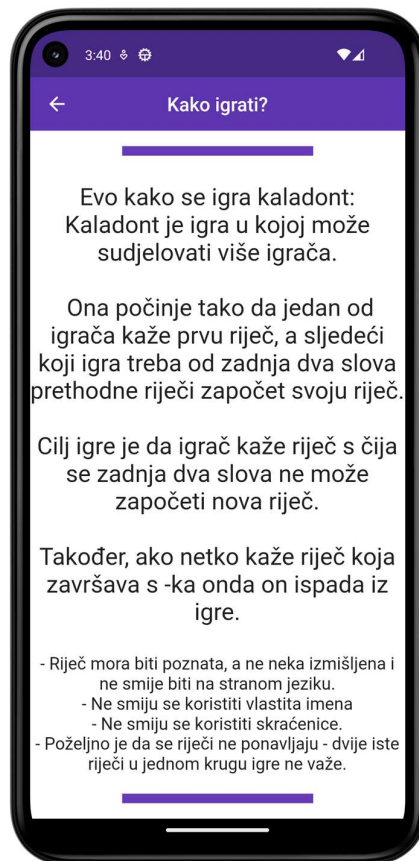 3:40
Kako igrati?
Evo kako se igra kaladont:
Kaladont je igra u kojoj može
sudjelovati više igrača.
Ona počinje tako da jedan od
igrača kaže prvu riječ, a sljedeći
koji igra treba od zadnja dva slova
prethodne riječi započet svoju riječ.
Cilj igre je da igrač kaže riječ s čija
se zadnja dva slova ne može
započeti nova riječ.
Također, ako netko kaže riječ koja
završava s -ka onda on ispada iz
igre.
- Riječ mora biti poznata, a ne neka izmišljena i
ne smije biti na stranom jeziku.
- Ne smiju se koristiti vlastita imena
- Ne smiju se koristiti skraćenice.
- Poželjno je da se riječi ne ponavljaju - dvije iste
riječi u jednom krugu igre ne važe.